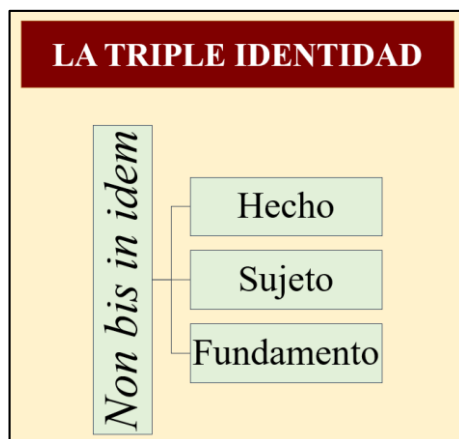 LA TRIPLE IDENTIDAD
Non bis in idem
Hecho
Sujeto
Fundamento